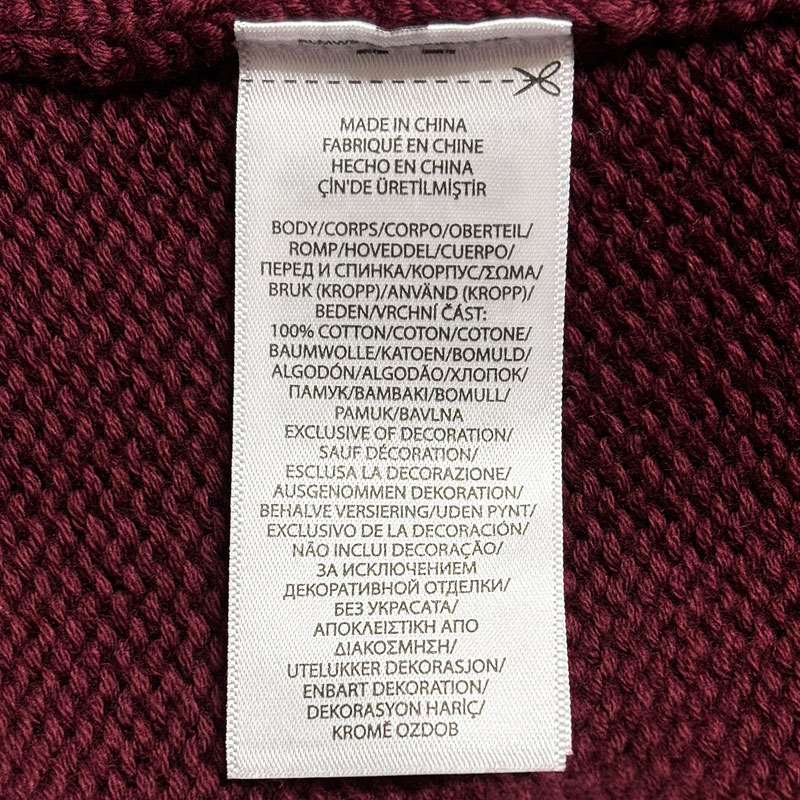 MADE IN CHINA
FABRIQUÉ EN CHINE
HECHO EN CHINA
ÇİN'DE ÜRETİLMİŞTİR
BODY/CORPS/CORPO/OBERTEIL/
ROMP/HOVEDDEL/CUERPO/
ПЕРЕД И СПИНКА/КОРПУС/ΣΩΜΑ/
BRUK (KROPP)/ANVÄND (KROPP)/
BEDEN/VRCHNÍ ČÁST:
100% COTTON/COTON/COTONE/
BAUMWOLLE/KATOEN/BOMULD/
ALGODÓN/ALGODÃO/ХЛОПОК/
ПАМУК/ΒΑΜΒΑΚΙ/BOMULL/
PAMUK/BAVLNA
EXCLUSIVE OF DECORATION/
SAUF DÉCORATION/
ESCLUSA LA DECORAZIONE/
AUSGENOMMEN DEKORATION/
BEHALVE VERSIERING/UDEN PYNT/
EXCLUSIVO DE LA DECORACIÓN/
NÃO INCLUI DECORAÇÃO/
ЗА ИСКЛЮЧЕНИЕМ
ДЕКОРАТИВНОЙ ОТДЕЛКИ/
БЕЗ УКРАСАТА/
ΑΠΟΚΛΕΙΣΤΙΚΗ ΑΠΟ
ΔΙΑΚΟΣΜΗΣΗ/
UTELUKKER DEKORASJON/
ENBART DEKORATION/
DEKORASYON HARİÇ/
KROMĚ OZDOB